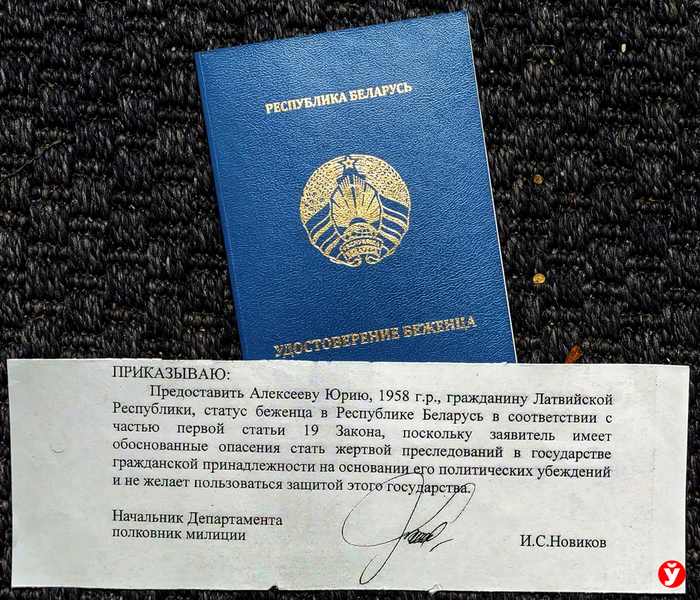 РЕСПУБЛИКА БЕЛАРУСЬ
УДОСТОВЕРЕНИЕ БЕЖЕНЦА
ПРИКАЗЫВАЮ:
Предоставить Алексееву Юрию, 1958 г.р., гражданину Латвийской
Республики, статус беженца в Республике Беларусь в соответствии с
частью первой статьи 19 Закона, поскольку заявитель имеет
обоснованные опасения стать жертвой преследований в государстве
гражданской принадлежности на основании его политических убеждений
и не желает пользоваться защитой этого государства.
Начальник Департамента
полковник милиции
И.С.Новиков
Ў